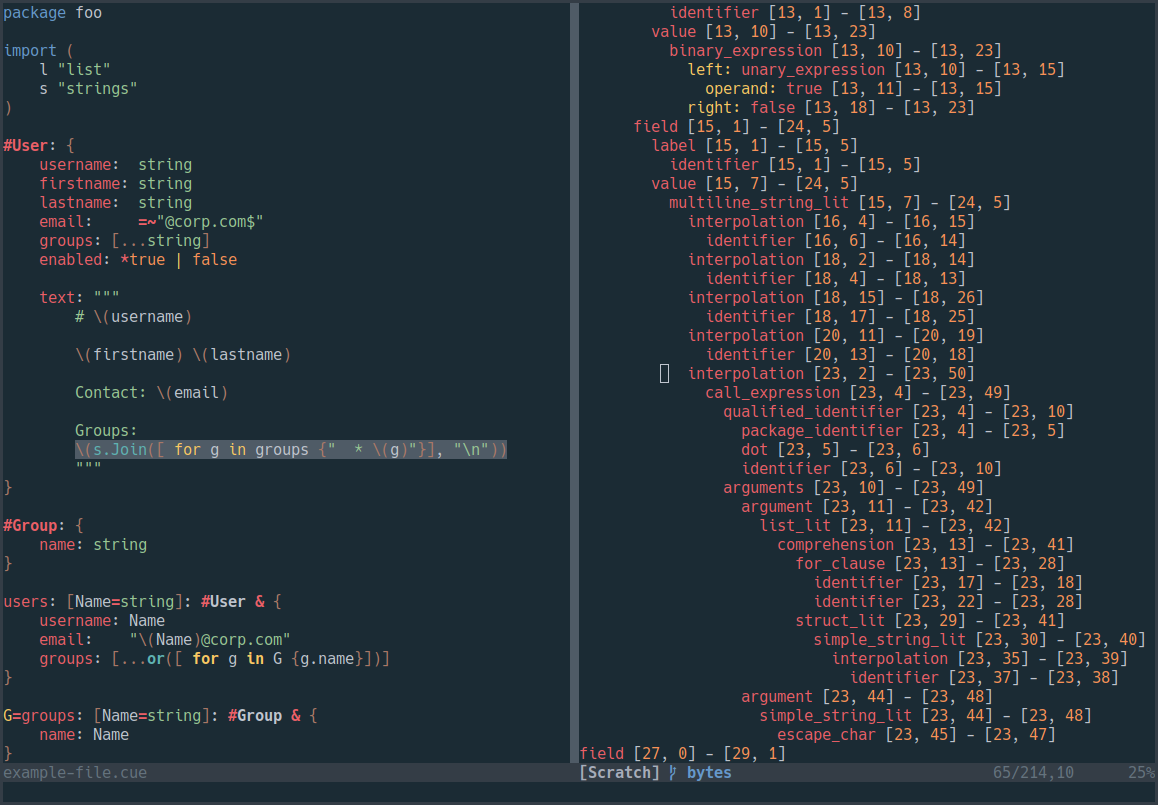 package foo

import (
    l "list"
    s "strings"
)

#User: {
    username:  string
    firstname: string
    lastname:  string
    email:     =~"@corp.com$"
    groups: [...string]
    enabled: *true | false

    text: """
        # \(username)

        \(firstname) \(lastname)

        Contact: \(email)

        Groups:
        \(s.Join([ for g in groups {"  * \(g)"}], "\n"))
        """
}

#Group: {
    name: string
}

users: [Name=string]: #User & {
    username: Name
    email:    "\(Name)@corp.com"
    groups: [...or([ for g in G {g.name}])]
}

G=groups: [Name=string]: #Group & {
    name: Name
}
example-file.cue
          identifier [13, 1] - [13, 8]
        value [13, 10] - [13, 23]
          binary_expression [13, 10] - [13, 23]
            left: unary_expression [13, 10] - [13, 15]
              operand: true [13, 11] - [13, 15]
            right: false [13, 18] - [13, 23]
      field [15, 1] - [24, 5]
        label [15, 1] - [15, 5]
          identifier [15, 1] - [15, 5]
        value [15, 7] - [24, 5]
          multiline_string_lit [15, 7] - [24, 5]
            interpolation [16, 4] - [16, 15]
              identifier [16, 6] - [16, 14]
            interpolation [18, 2] - [18, 14]
              identifier [18, 4] - [18, 13]
            interpolation [18, 15] - [18, 26]
              identifier [18, 17] - [18, 25]
            interpolation [20, 11] - [20, 19]
              identifier [20, 13] - [20, 18]
            interpolation [23, 2] - [23, 50]
              call_expression [23, 4] - [23, 49]
                qualified_identifier [23, 4] - [23, 10]
                  package_identifier [23, 4] - [23, 5]
                  dot [23, 5] - [23, 6]
                  identifier [23, 6] - [23, 10]
                arguments [23, 10] - [23, 49]
                  argument [23, 11] - [23, 42]
                    list_lit [23, 11] - [23, 42]
                      comprehension [23, 13] - [23, 41]
                        for_clause [23, 13] - [23, 28]
                          identifier [23, 17] - [23, 18]
                          identifier [23, 22] - [23, 28]
                        struct_lit [23, 29] - [23, 41]
                          simple_string_lit [23, 30] - [23, 40]
                            interpolation [23, 35] - [23, 39]
                              identifier [23, 37] - [23, 38]
                  argument [23, 44] - [23, 48]
                    simple_string_lit [23, 44] - [23, 48]
                      escape_char [23, 45] - [23, 47]
field [27, 0] - [29, 1]
[Scratch] bytes 65/214,10 25%